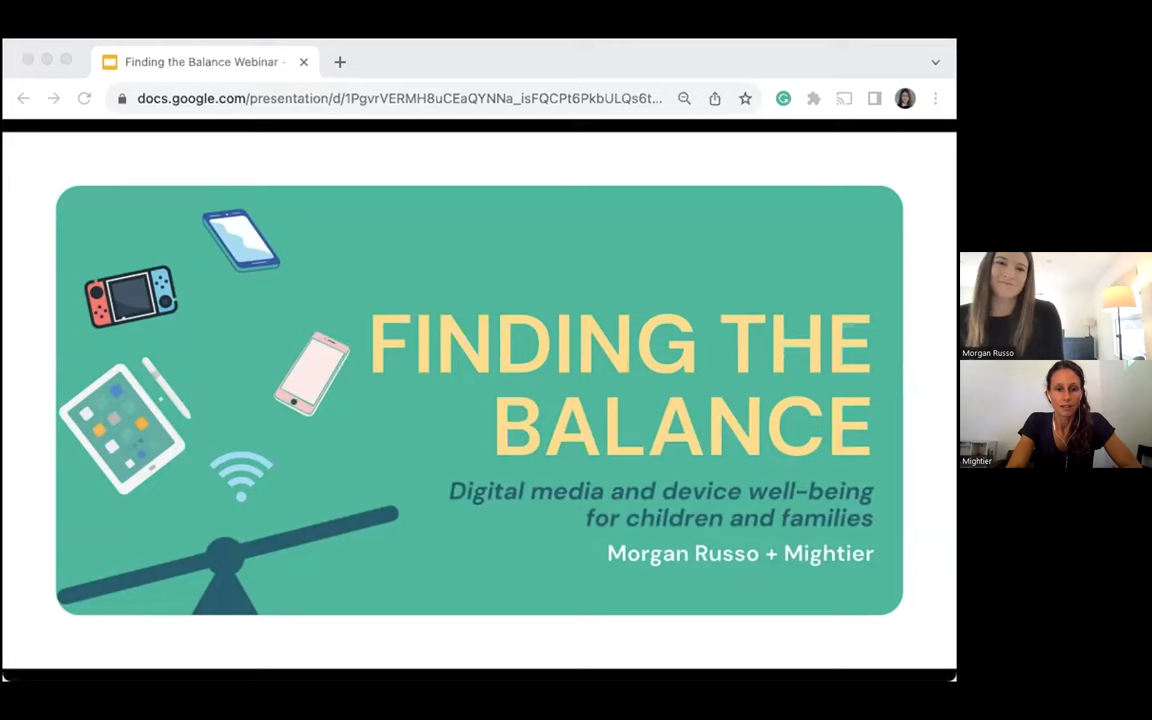 Finding the Balance Webinar -
docs.google.com/presentation/d/1PgvrVERMH8uCEaQYNNa_isFQCPt6PkbULQs6t...
FINDING THE
BALANCE
Digital media and device well-being
for children and families
Morgan Russo + Mightier
Morgan Russo
Mightier